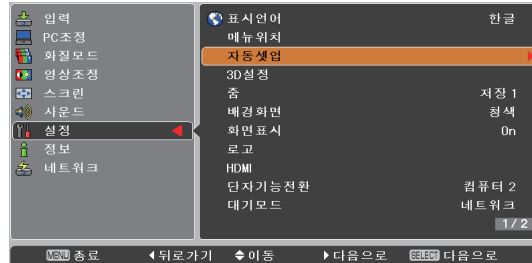 입력
PC조정
화질모드
영상조정
스크린
사운드
설정
정보
네트워크
표시언어 한글
메뉴위치
자동셋업
3D설정
줌 저장 1
배경화면 청색
화면표시 On
로고
HDMI
단자기능전환 컴퓨터 2
대기모드 네트워크
1/2
MENU 종료 뒤로가기 이동 다음으로 SELECT 다음으로